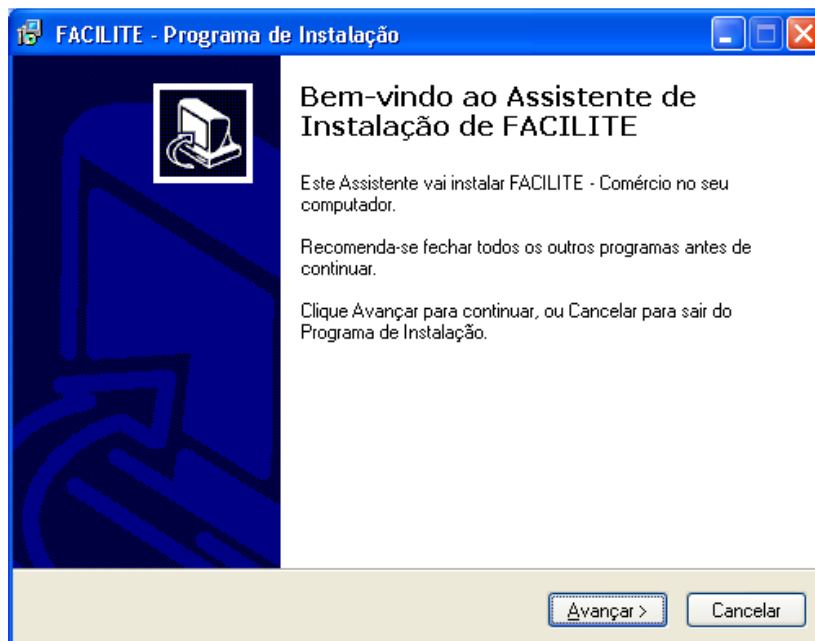 FACILITE - Programa de Instalação
Bem-vindo ao Assistente de
Instalação de FACILITE
Este Assistente vai instalar FACILITE - Comércio no seu
computador.
Recomenda-se fechar todos os outros programas antes de
continuar.
Clique Avançar para continuar, ou Cancelar para sair do
Programa de Instalação.
Avançar > Cancelar